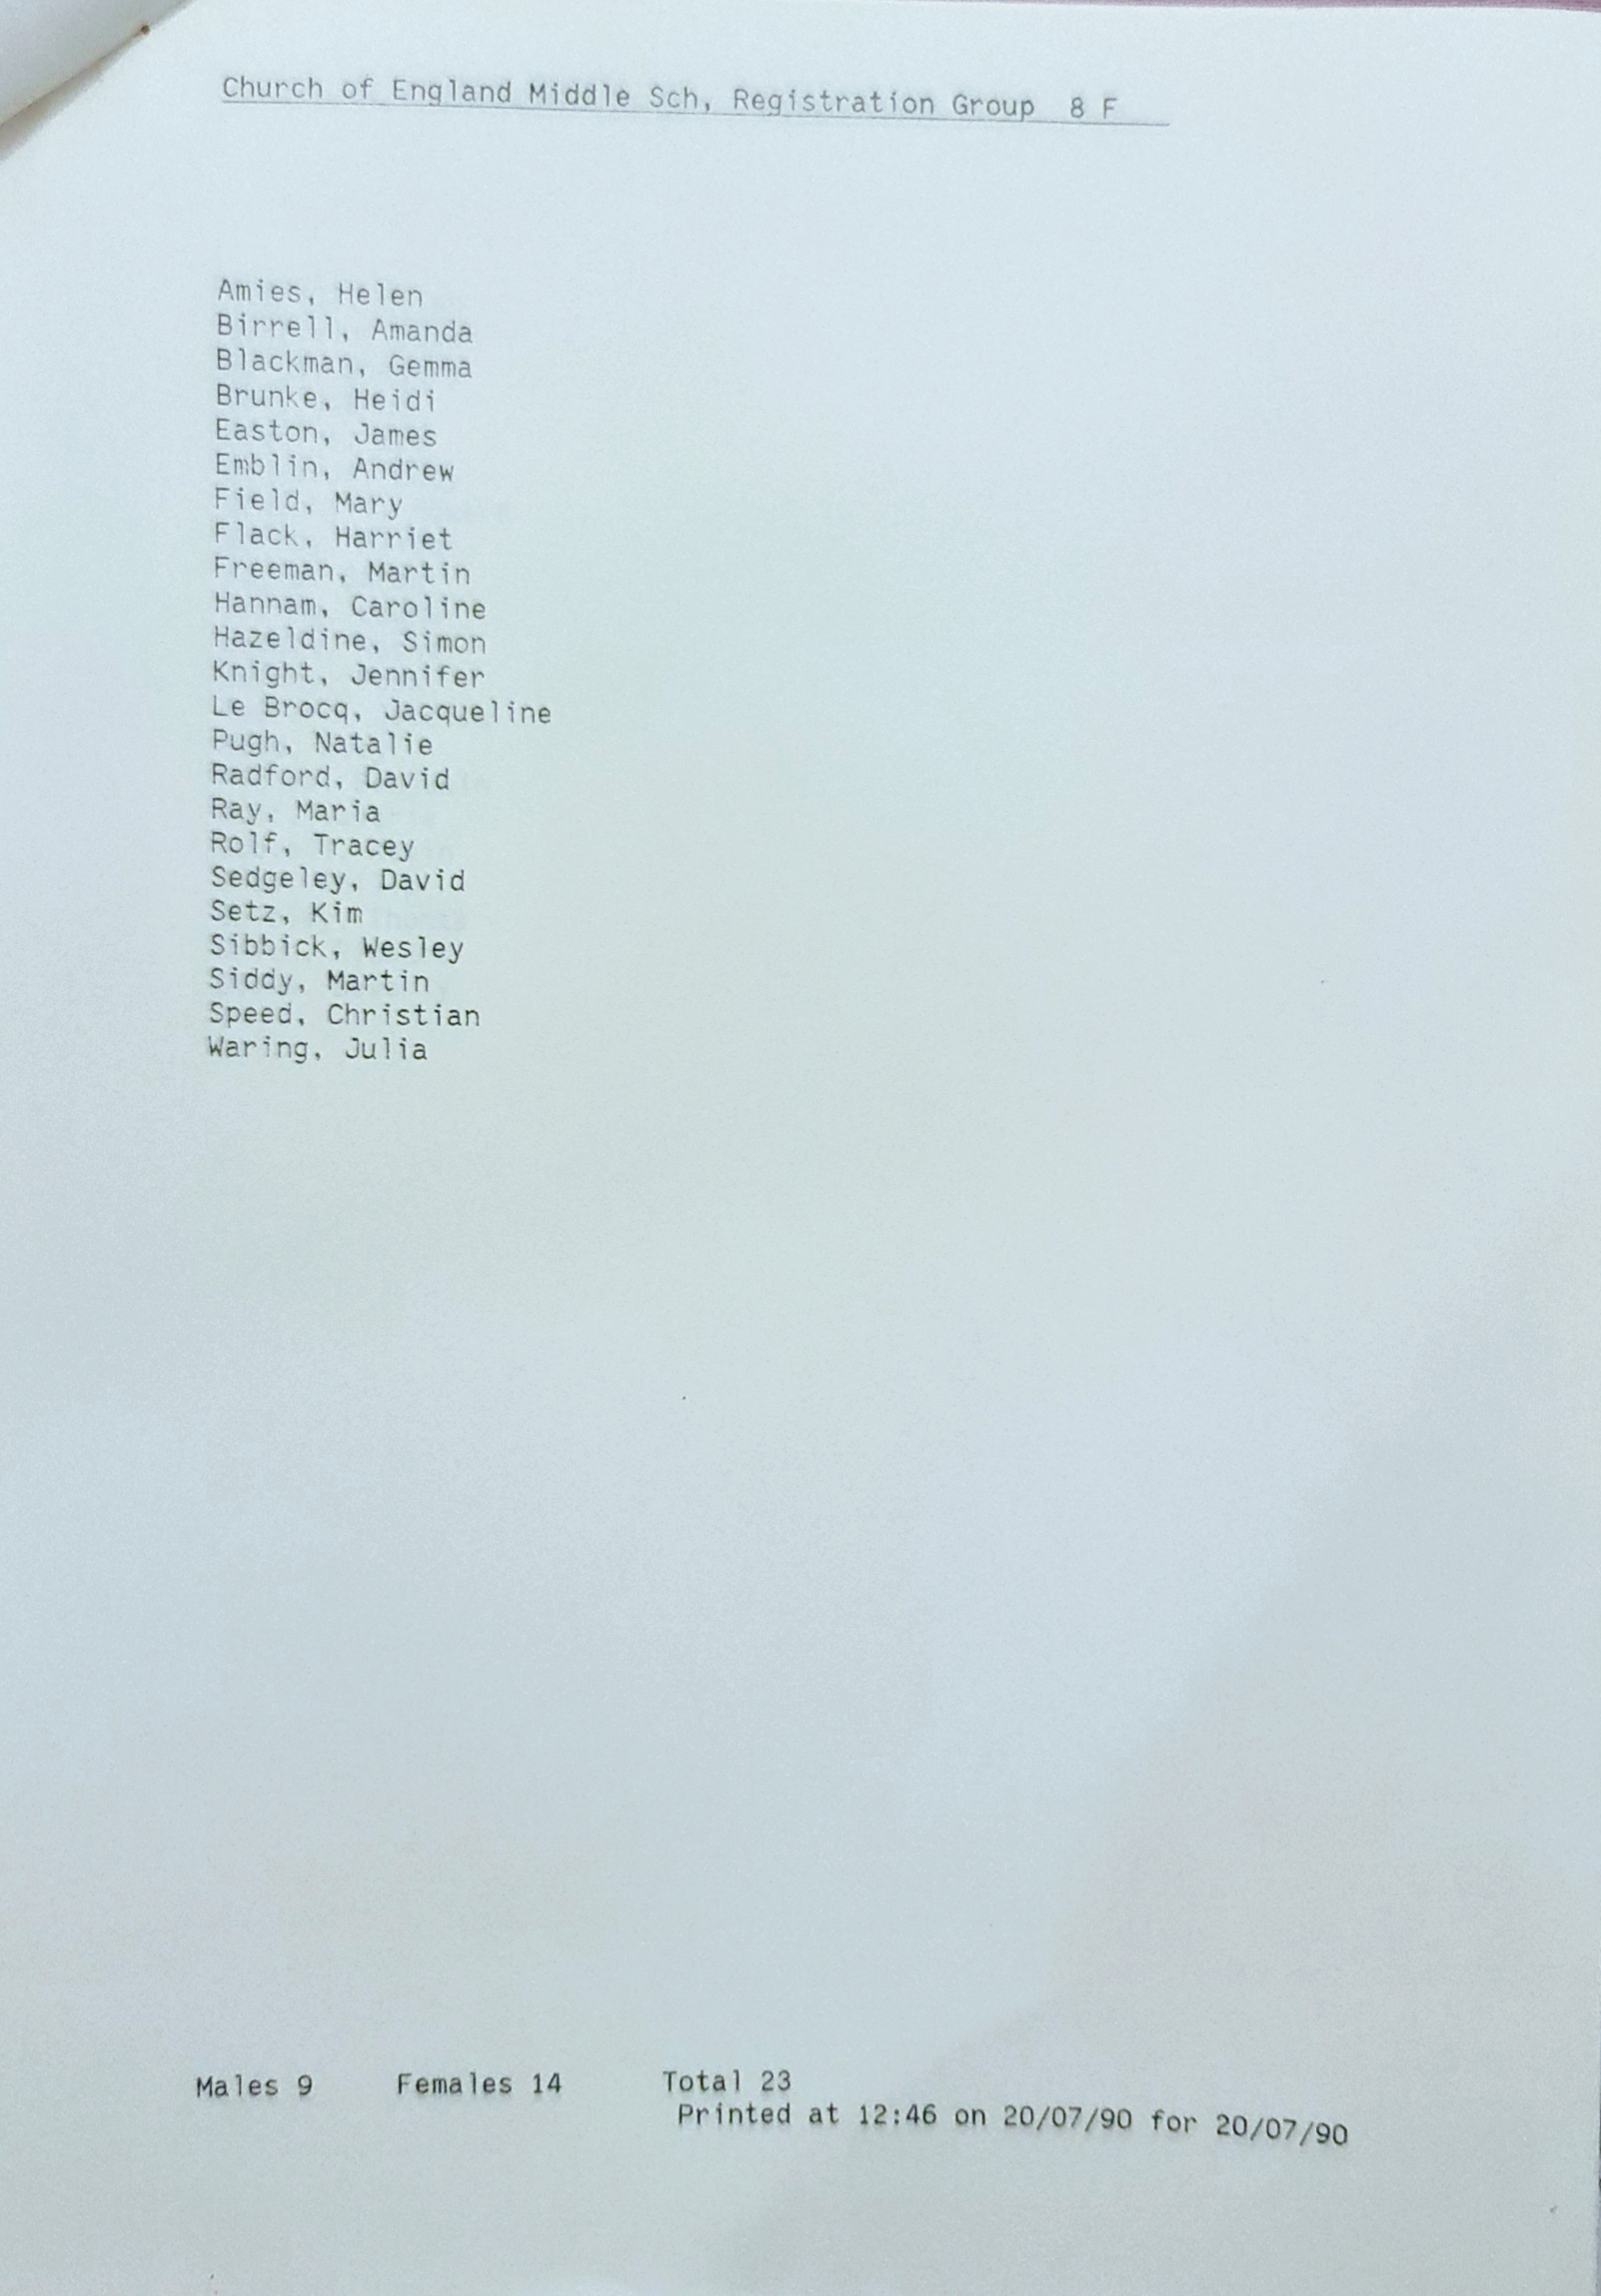 Church of England Middle Sch, Registration Group 8 F
Amies, Helen
Birrell, Amanda
Blackman, Gemma
Brunke, Heidi
Easton, James
Emblin, Andrew
Field, Mary
Flack, Harriet
Freeman, Martin
Hannam, Caroline
Hazeldine, Simon
Knight, Jennifer
Le Brocq, Jacqueline
Pugh, Natalie
Radford, David
Ray, Maria
Rolf, Tracey
Sedgeley, David
Setz, Kim
Sibbick, Wesley
Siddy, Martin
Speed, Christian
Waring, Julia
Males 9 Females 14 Total 23
Printed at 12:46 on 20/07/90 for 20/07/90